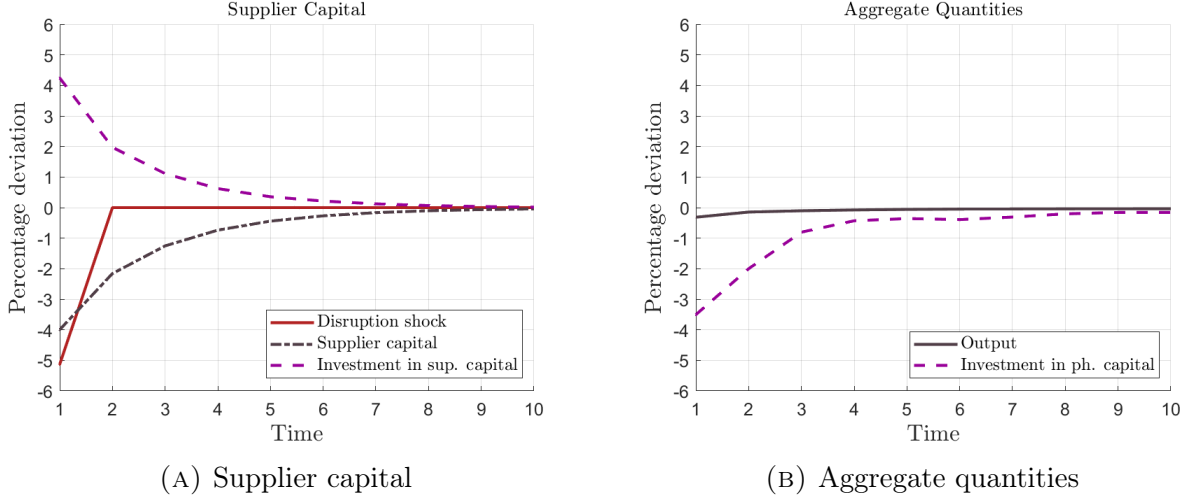 Supplier Capital
Percentage deviation
6
5
4
3
2
1
0
-1
-2
-3
-4
-5
-6
Disruption shock
Supplier capital
Investment in sup. capital
1 2 3 4 5 6 7 8 9 10
Time
(A) Supplier capital
Aggregate Quantities
Percentage deviation
6
5
4
3
2
1
0
-1
-2
-3
-4
-5
-6
Output
Investment in ph. capital
1 2 3 4 5 6 7 8 9 10
Time
(B) Aggregate quantities